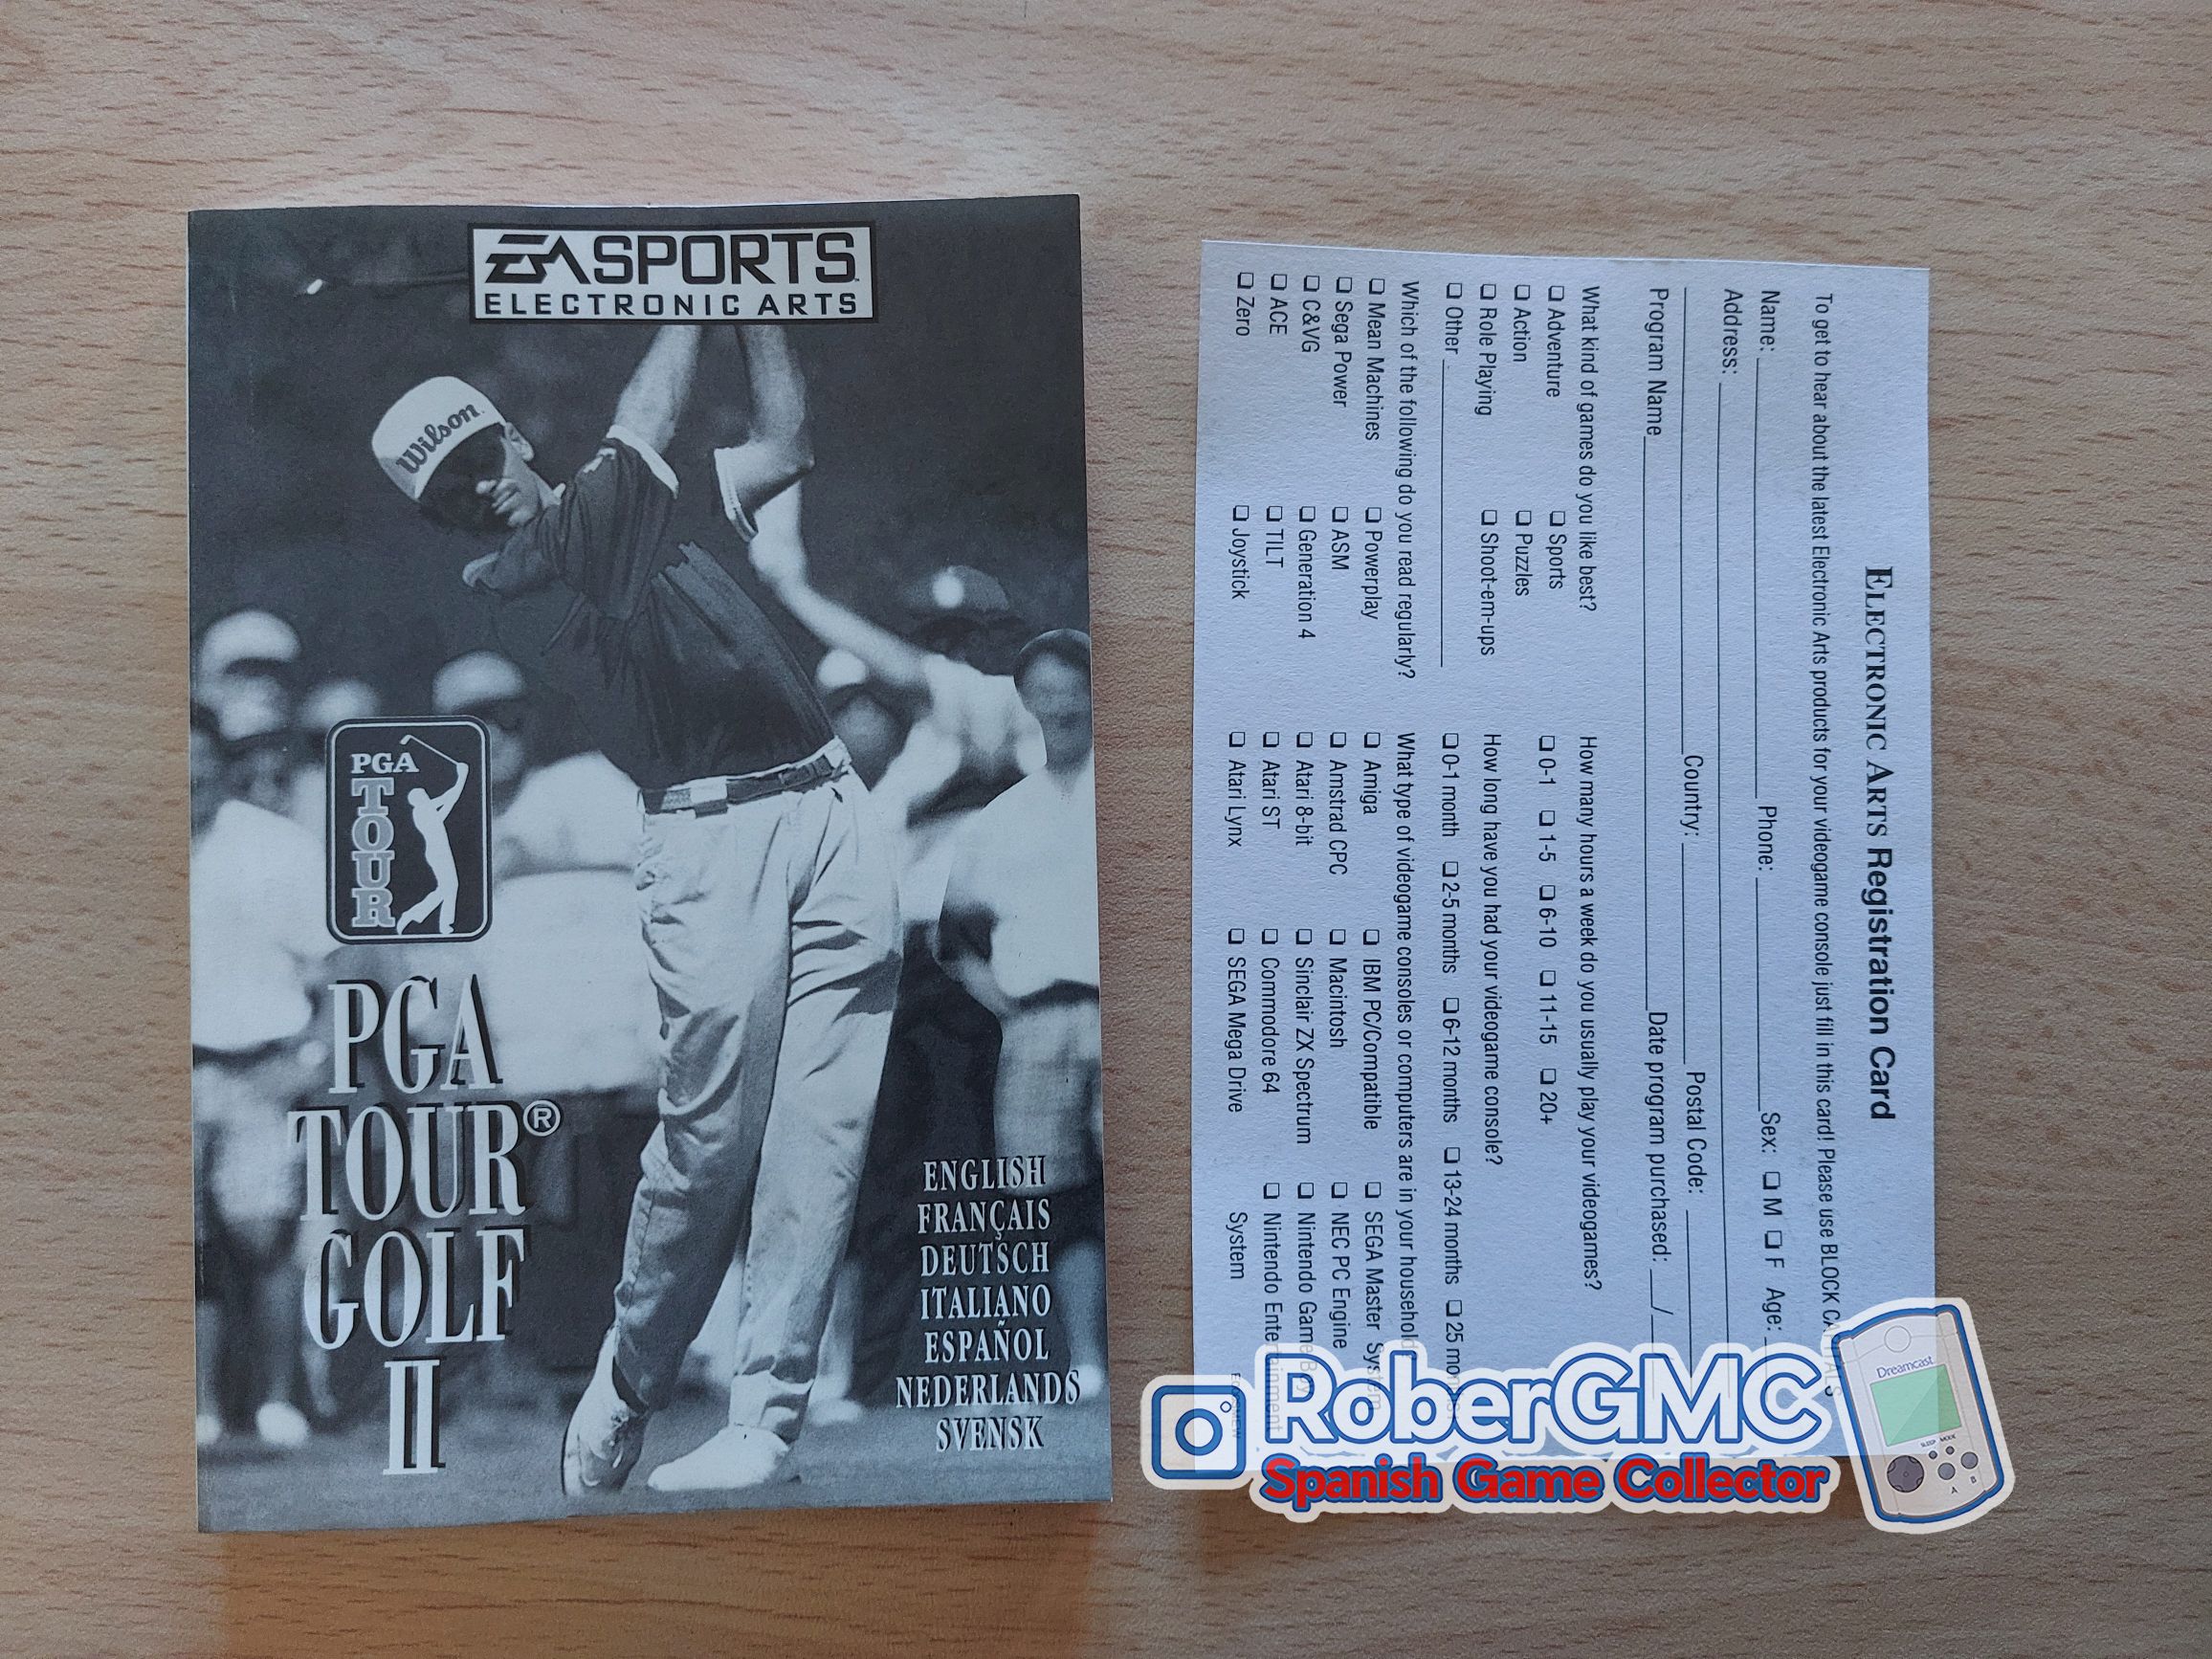 EA SPORTS
ELECTRONIC ARTS
Wilson
PGA
TOUR
PGA
TOUR®
GOLF
II
ENGLISH
FRANÇAIS
DEUTSCH
ITALIANO
ESPAÑOL
NEDERLANDS
SVENSK
ELECTRONIC ARTS Registration Card
To get to hear about the latest Electronic Arts products for your videogame console just fill in this card! Please use BLOCK CAPITALS
Name: Phone: Sex: ❏ M ❏ F Age:
Address:
Country: Postal Code:
Program Name Date program purchased: __/
What kind of games do you like best?
❏ Adventure ❏ Sports
❏ Action ❏ Puzzles
❏ Role Playing ❏ Shoot-em-ups
❏ Other
Which of the following do you read regularly?
❏ Mean Machines ❏ Powerplay
❏ Sega Power ❏ ASM
❏ C&VG ❏ Generation 4
❏ ACE ❏ TILT
❏ Zero ❏ Joystick
How many hours a week do you usually play your videogames?
❏ 0-1 ❏ 1-5 ❏ 6-10 ❏ 11-15 ❏ 20+
How long have you had your videogame console?
❏ 0-1 month ❏ 2-5 months ❏ 6-12 months ❏ 13-24 months ❏ 25 months
What type of videogame consoles or computers are in your household
❏ Amiga ❏ IBM PC/Compatible ❏ SEGA Master System
❏ Amstrad CPC ❏ Macintosh ❏ NEC PC Engine
❏ Atari 8-bit ❏ Sinclair ZX Spectrum ❏ Nintendo Game Boy
❏ Atari ST ❏ Commodore 64 ❏ Nintendo Entertainment
❏ Atari Lynx ❏ SEGA Mega Drive System
RoberGMC
Spanish Game Collector
Dreamcast
SLEEP MODE
A B